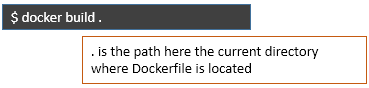 $ docker build .
. is the path here the current directory
where Dockerfile is located